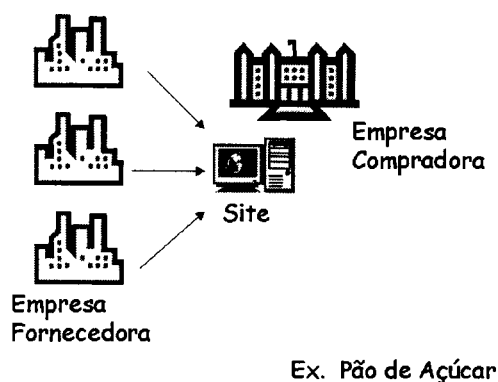 Empresa
Compradora
Site
Empresa
Fornecedora
Ex. Pão de Açúcar